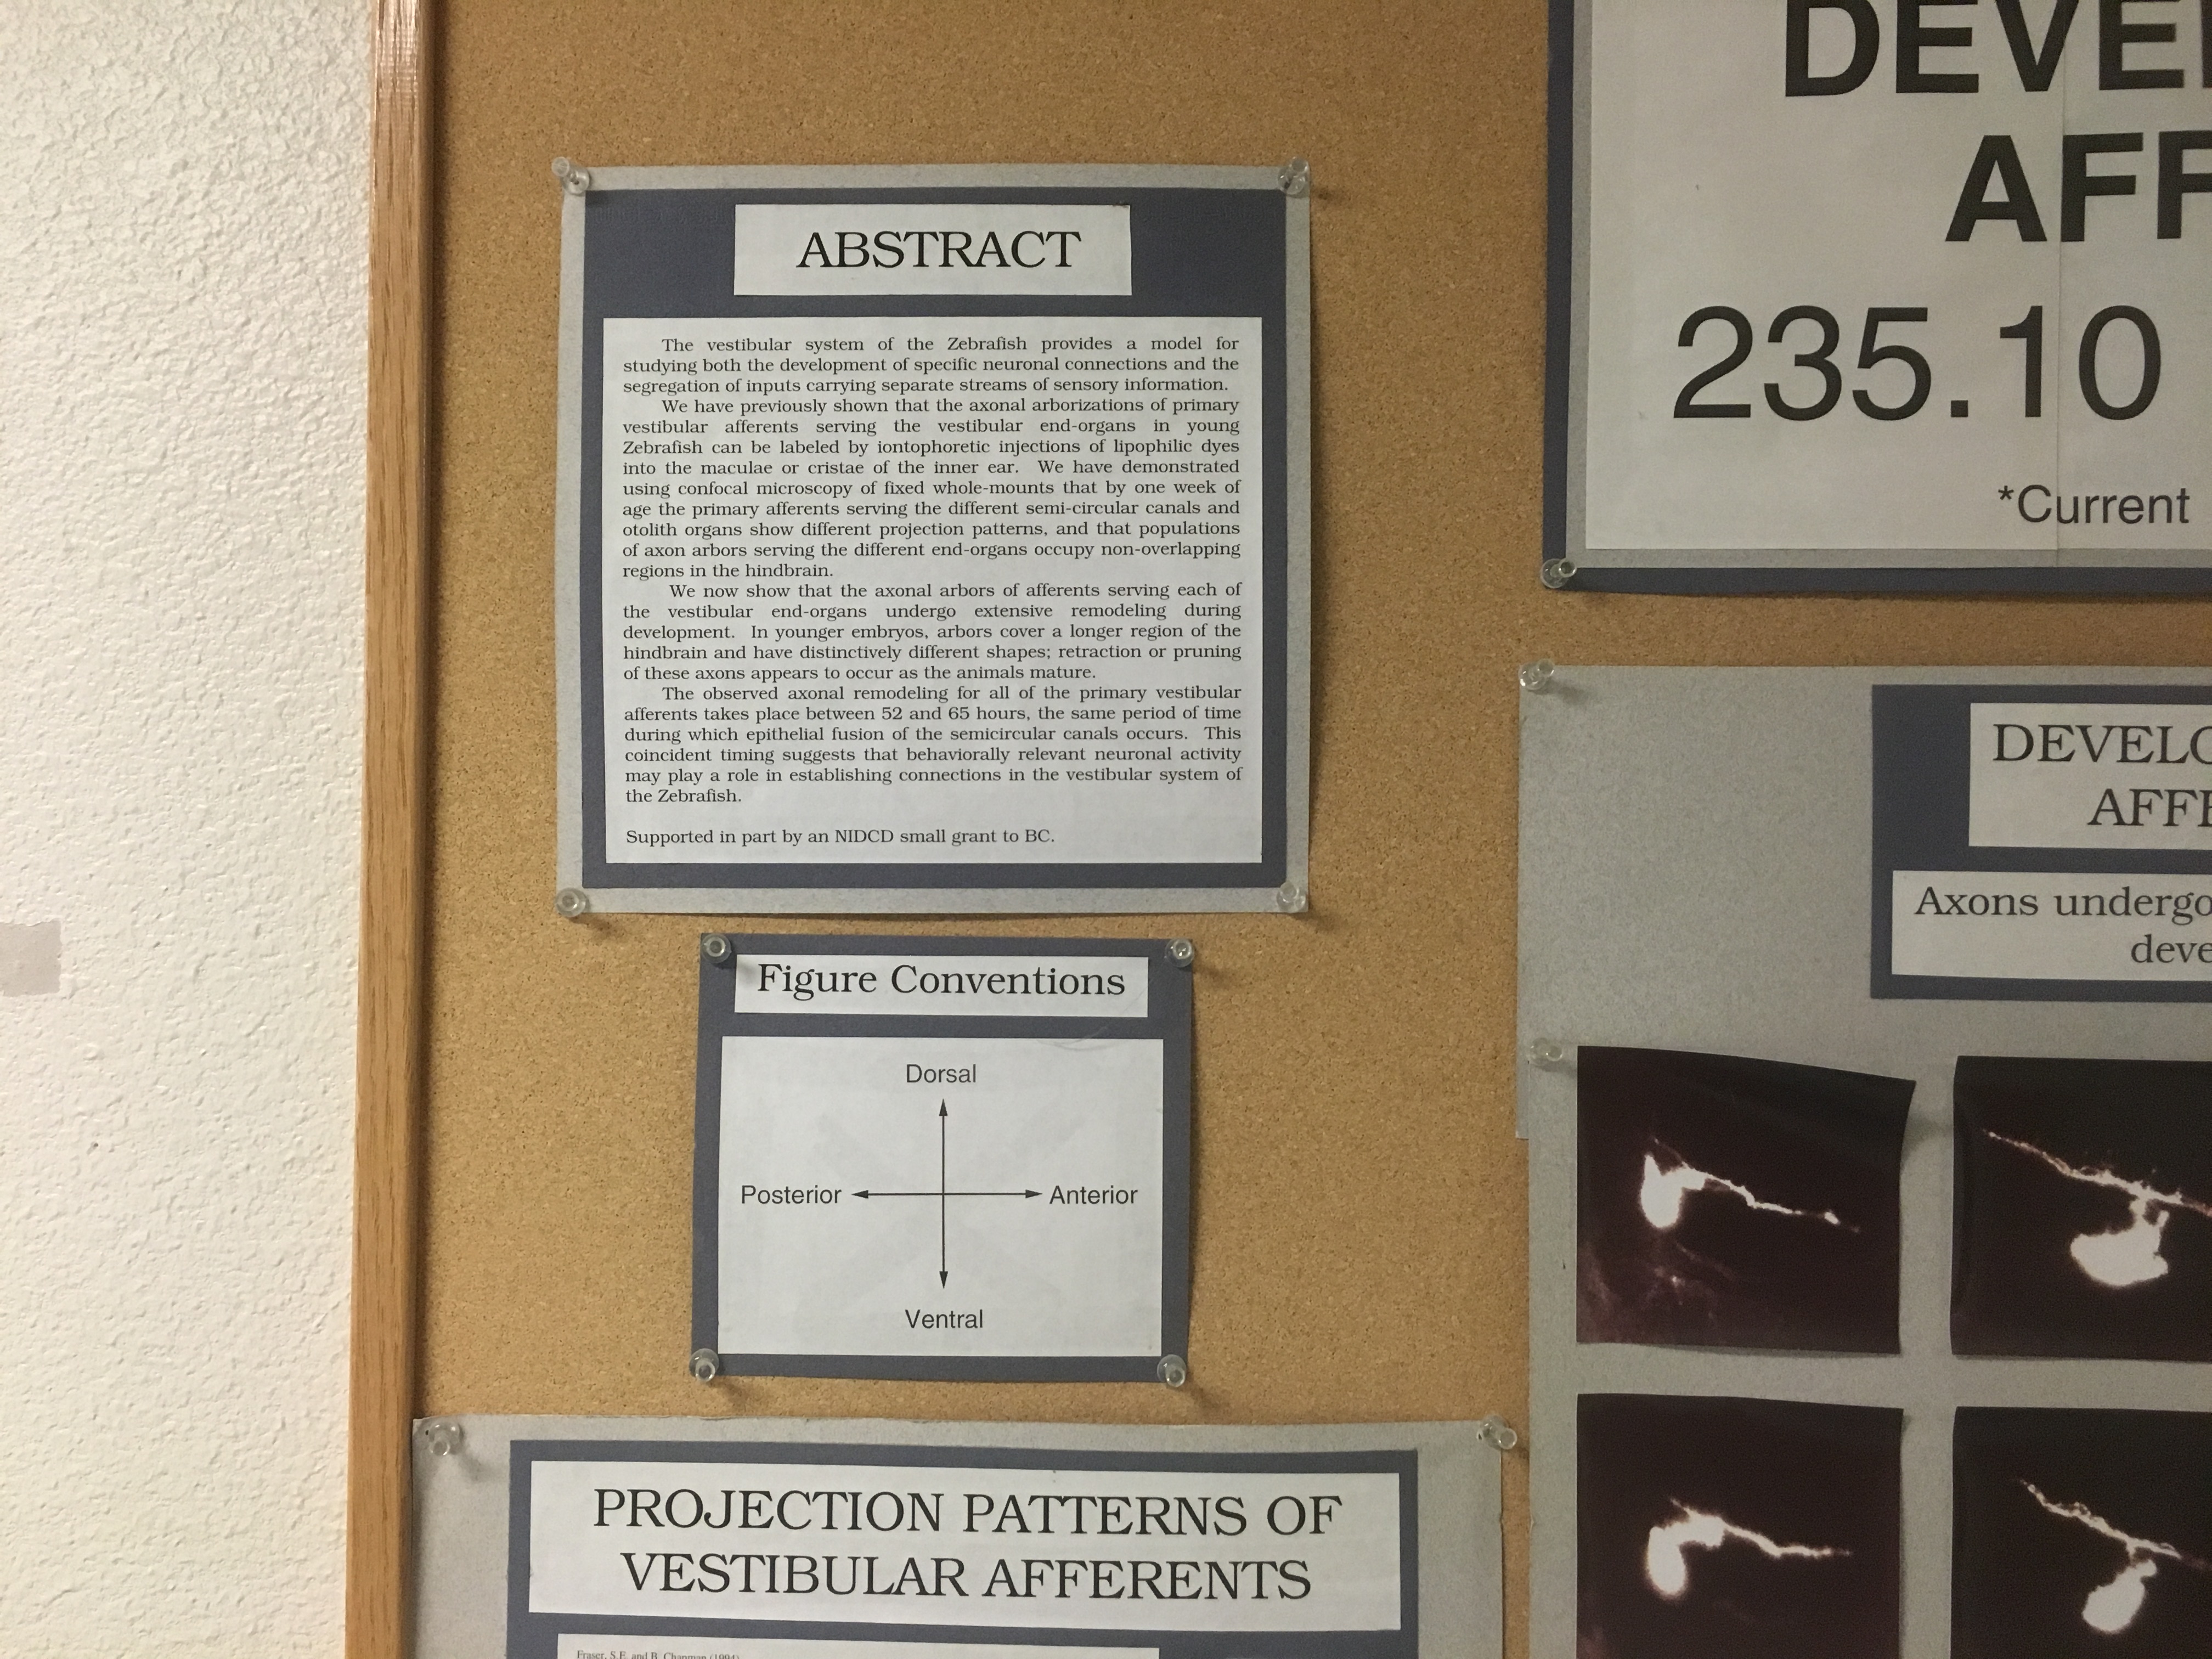 ABSTRACT
The vestibular system of the Zebrafish provides a model for
studying both the development of specific neuronal connections and the
segregation of inputs carrying separate streams of sensory information.
We have previously shown that the axonal arborizations of primary
vestibular afferents serving the vestibular end-organs in young
Zebrafish can be labeled by iontophoretic injections of lipophilic dyes
into the maculae or cristae of the inner ear. We have demonstrated
using confocal microscopy of fixed whole-mounts that by one week of
age the primary afferents serving the different semi-circular canals and
otolith organs show different projection patterns, and that populations
of axon arbors serving the different end-organs occupy non-overlapping
regions in the hindbrain.
We now show that the axonal arbors of afferents serving each of
the vestibular end-organs undergo extensive remodeling during
development. In younger embryos, arbors cover a longer region of the
hindbrain and have distinctively different shapes; retraction or pruning
of these axons appears to occur as the animals mature.
The observed axonal remodeling for all of the primary vestibular
afferents takes place between 52 and 65 hours, the same period of time
during which epithelial fusion of the semicircular canals occurs. This
coincident timing suggests that behaviorally relevant neuronal activity
may play a role in establishing connections in the vestibular system of
the Zebrafish.
Supported in part by an NIDCD small grant to BC.
Figure Conventions
Dorsal
Posterior
Anterior
Ventral
PROJECTION PATTERNS OF
VESTIBULAR AFFERENTS
Fraser, S.E. and B. Chapman (1994)
DEVEL
AFF
235.10
*Current
DEVELO
AFFE
Axons undergo
deve